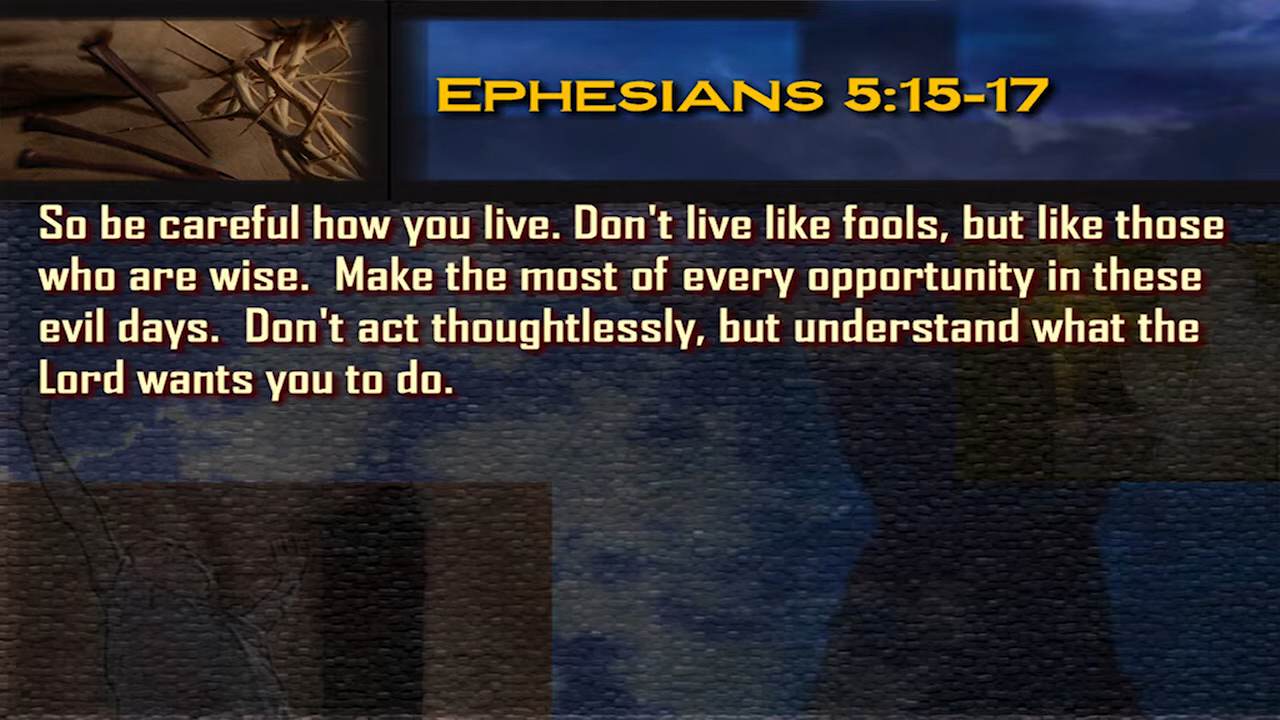 EPHESIANS 5:15-17
So be careful how you live. Don't live like fools, but like those
who are wise.  Make the most of every opportunity in these
evil days.  Don't act thoughtlessly, but understand what the
Lord wants you to do.